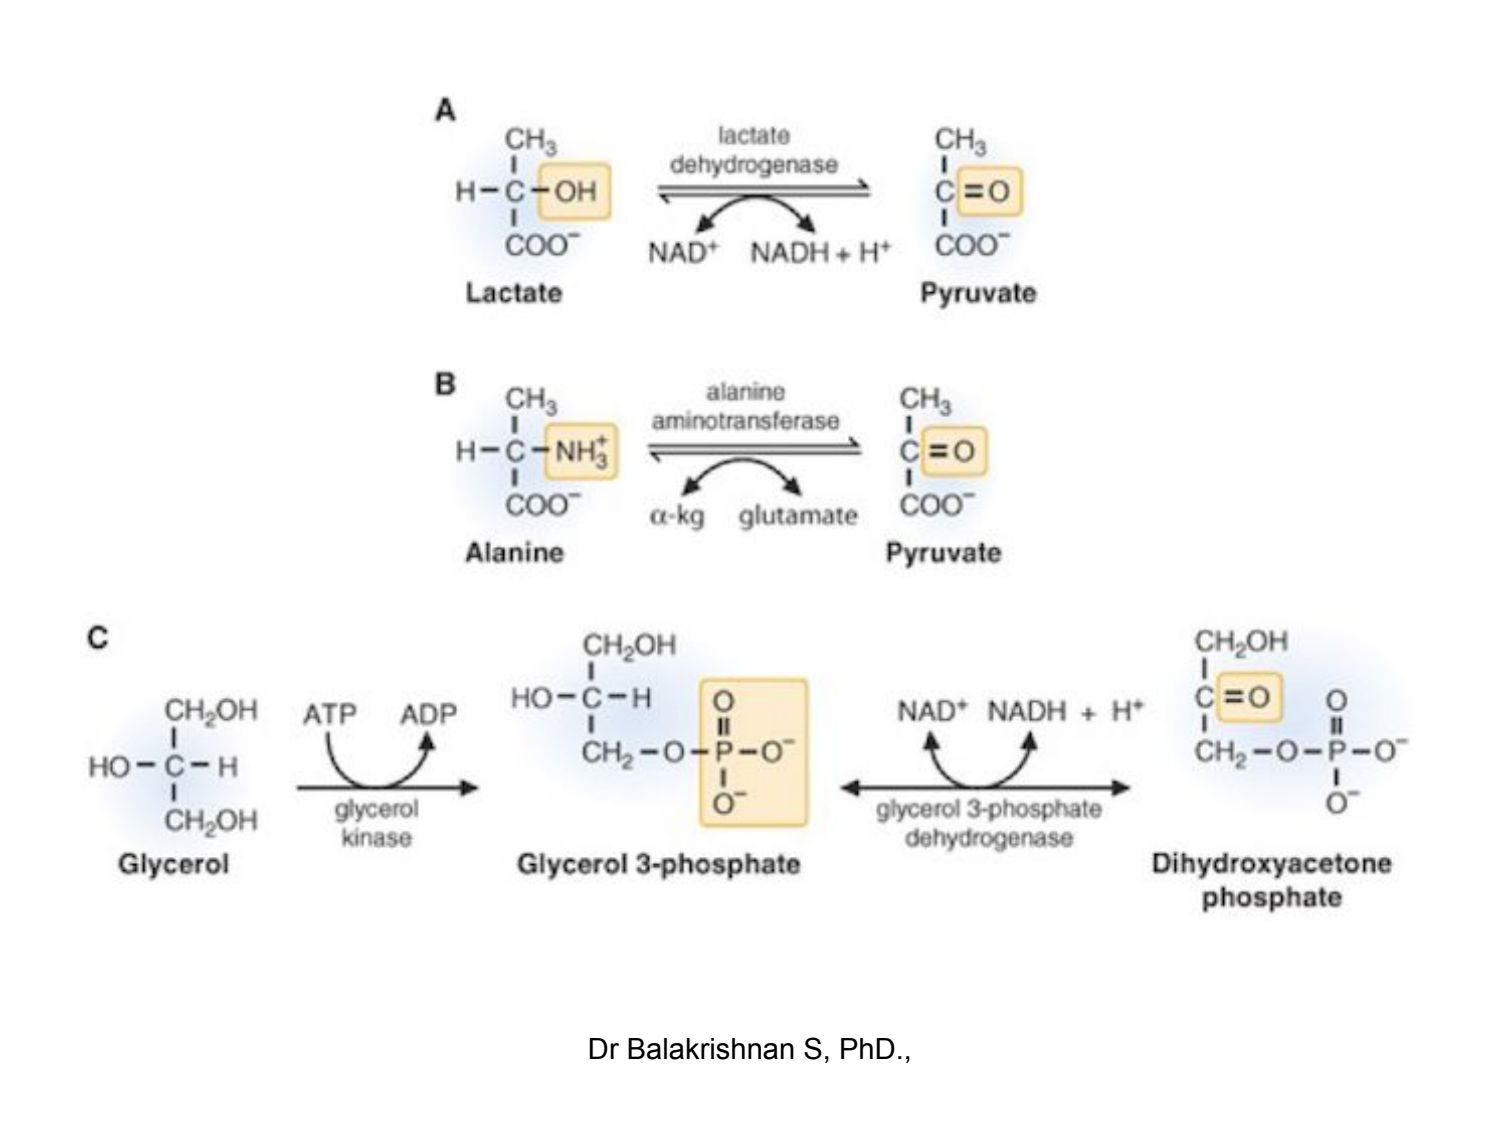 A
CH₃
lactate
dehydrogenase
CH₃
H–C–OH
C=O
COO⁻
NAD⁺ NADH + H⁺
COO⁻
Lactate
Pyruvate
B
CH₃
alanine
aminotransferase
CH₃
H–C–NH₃⁺
C=O
COO⁻
α-kg glutamate
COO⁻
Alanine
Pyruvate
C
CH₂OH
HO–C–H
CH₂OH
Glycerol
ATP ADP
glycerol
kinase
CH₂OH
HO–C–H
CH₂–O–P–O⁻
O
O⁻
Glycerol 3-phosphate
NAD⁺ NADH + H⁺
glycerol 3-phosphate
dehydrogenase
CH₂OH
C=O
O
CH₂–O–P–O⁻
O⁻
Dihydroxyacetone
phosphate
Dr Balakrishnan S, PhD.,